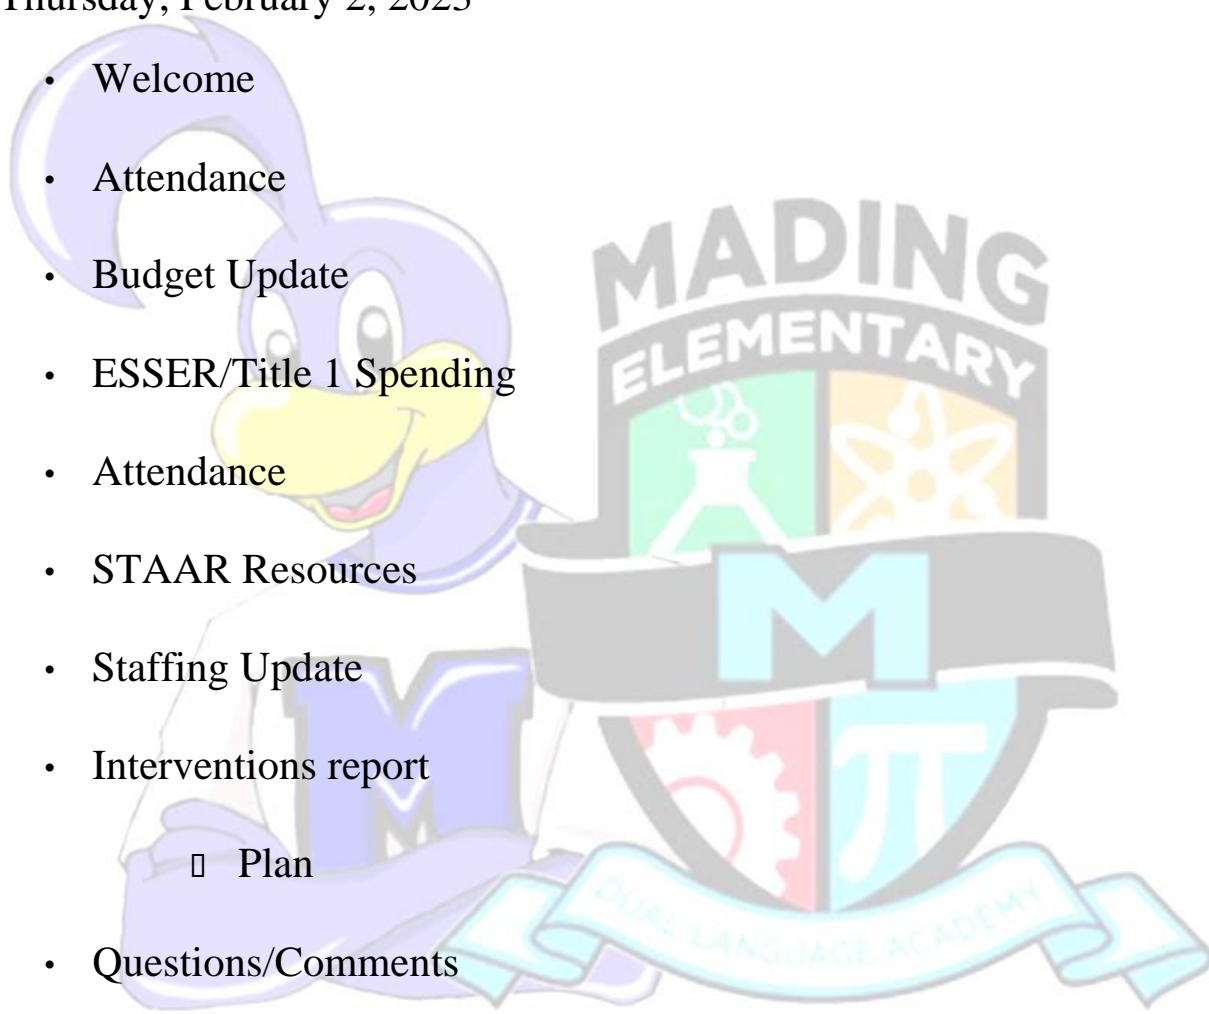 Thursday, February 2, 2023
• Welcome
• Attendance
• Budget Update
• ESSER/Title 1 Spending
• Attendance
• STAAR Resources
• Staffing Update
• Interventions report
▯ Plan
• Questions/Comments
MADING
ELEMENTARY
M
M
π
DUAL LANGUAGE ACADEMY